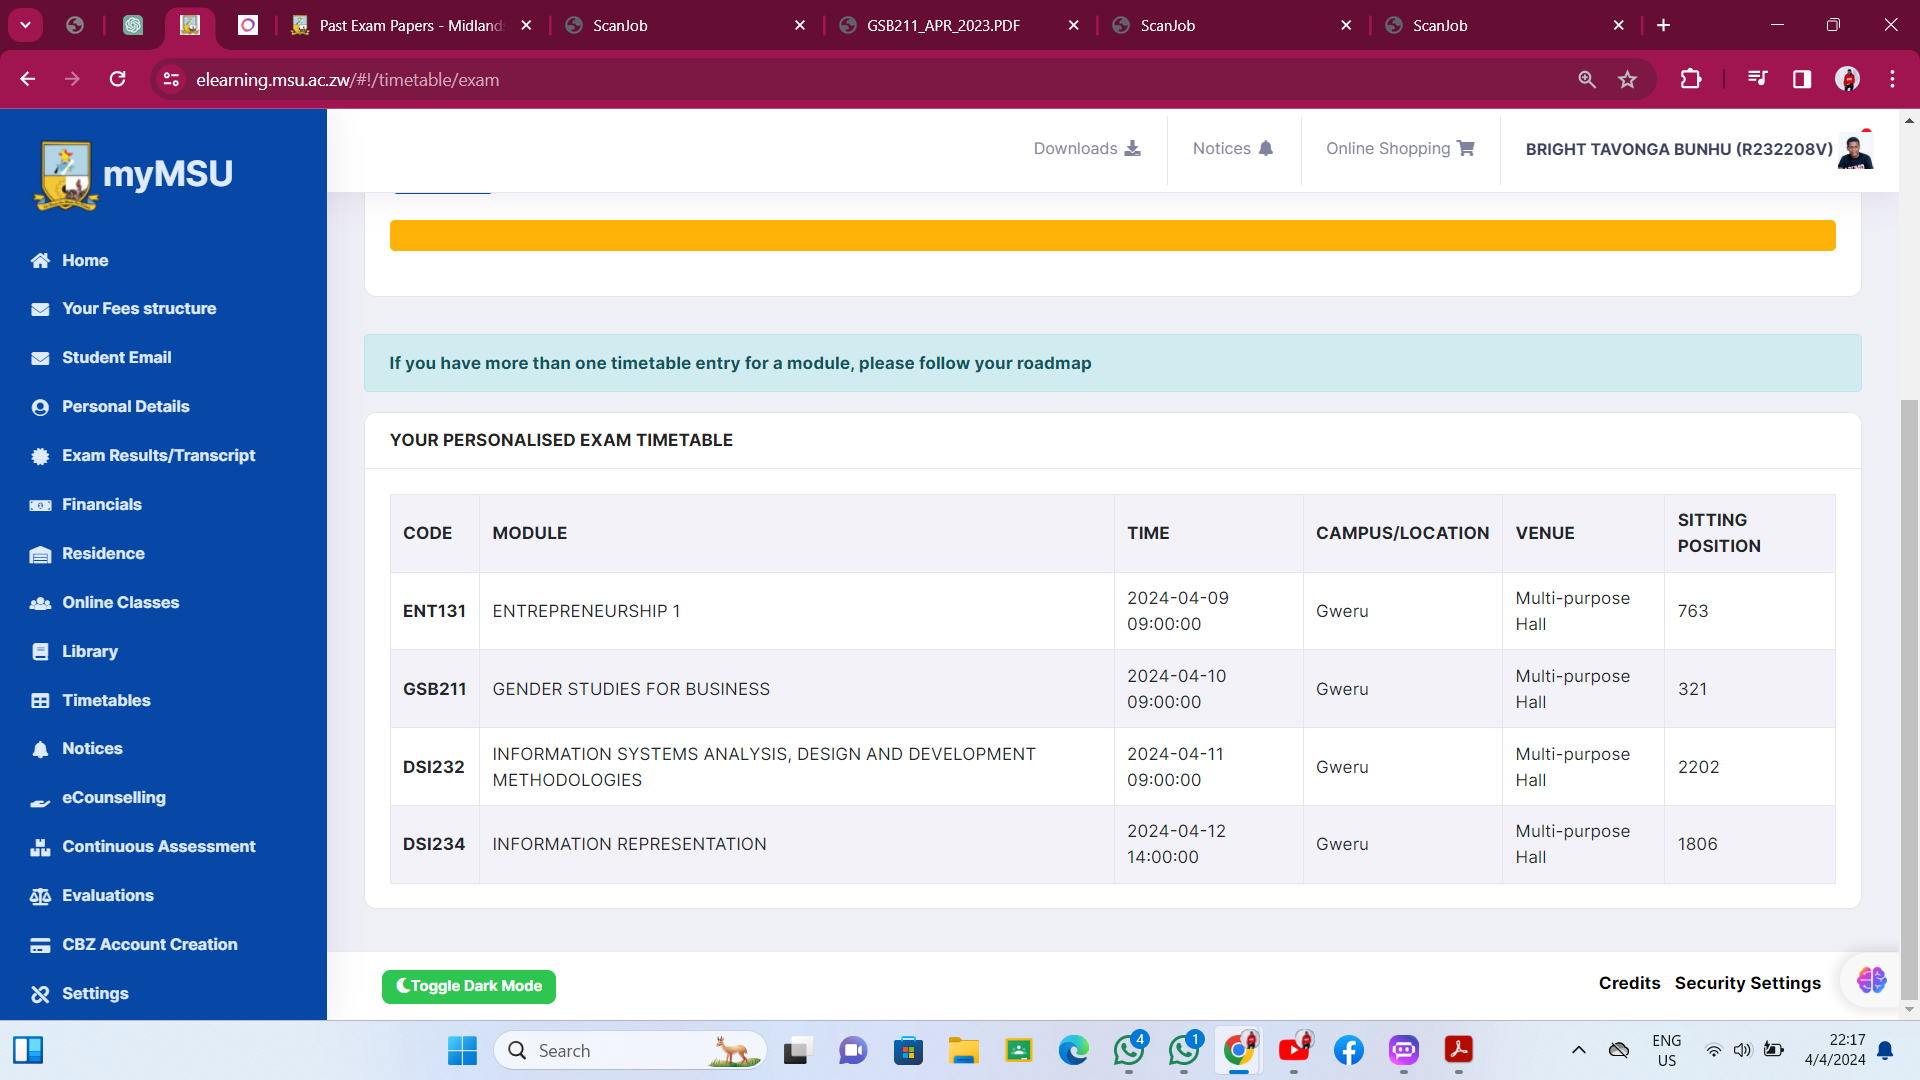 Past Exam Papers - Midland
ScanJob
GSB211_APR_2023.PDF
ScanJob
ScanJob
elearning.msu.ac.zw/#!/timetable/exam
myMSU
Downloads
Notices
Online Shopping
BRIGHT TAVONGA BUNHU (R232208V)
Home
Your Fees structure
Student Email
Personal Details
Exam Results/Transcript
Financials
Residence
Online Classes
Library
Timetables
Notices
eCounselling
Continuous Assessment
Evaluations
CBZ Account Creation
Settings
If you have more than one timetable entry for a module, please follow your roadmap
YOUR PERSONALISED EXAM TIMETABLE
CODE MODULE TIME CAMPUS/LOCATION VENUE SITTING
POSITION
ENT131 ENTREPRENEURSHIP 1 2024-04-09 Gweru Multi-purpose 763
09:00:00 Hall
GSB211 GENDER STUDIES FOR BUSINESS 2024-04-10 Gweru Multi-purpose 321
09:00:00 Hall
DSI232 INFORMATION SYSTEMS ANALYSIS, DESIGN AND DEVELOPMENT 2024-04-11 Gweru Multi-purpose 2202
METHODOLOGIES 09:00:00 Hall
DSI234 INFORMATION REPRESENTATION 2024-04-12 Gweru Multi-purpose 1806
14:00:00 Hall
Toggle Dark Mode
Credits Security Settings
Search
4
1
ENG
US
22:17
4/4/2024